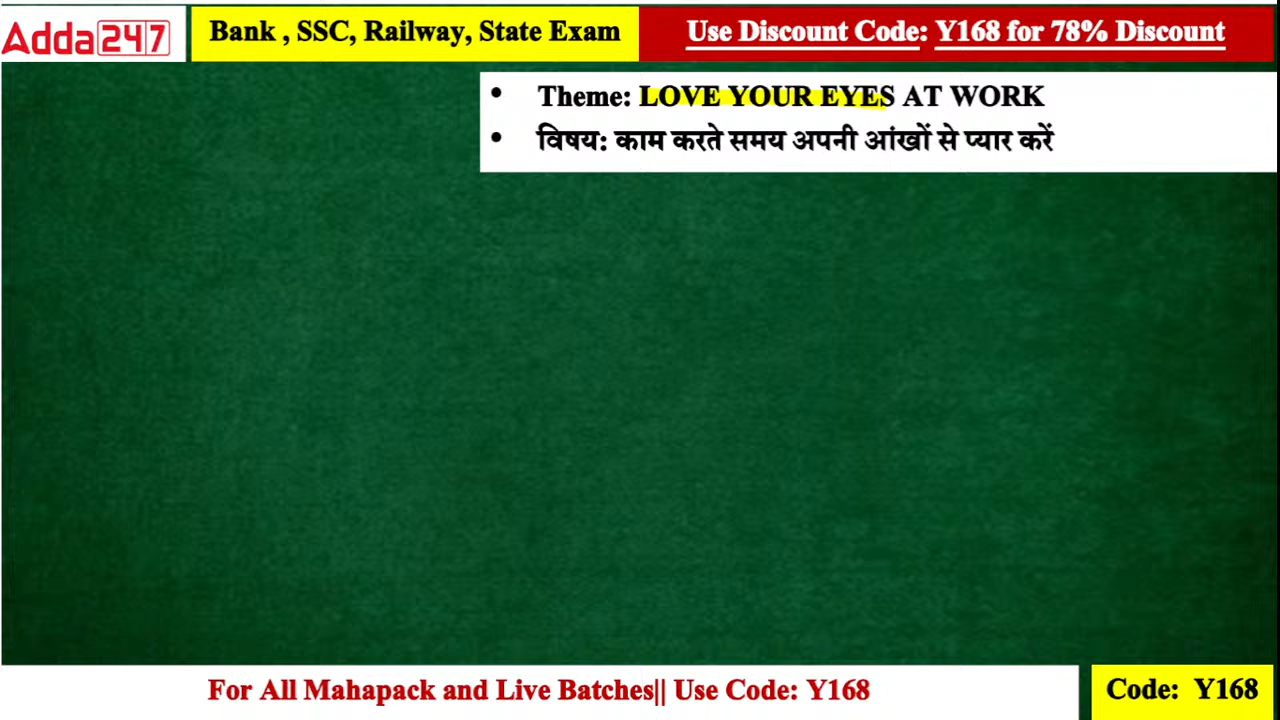 Adda247
Bank , SSC, Railway, State Exam
Use Discount Code: Y168 for 78% Discount
• Theme: LOVE YOUR EYES AT WORK
• विषय: काम करते समय अपनी आंखों से प्यार करें
For All Mahapack and Live Batches|| Use Code: Y168
Code: Y168